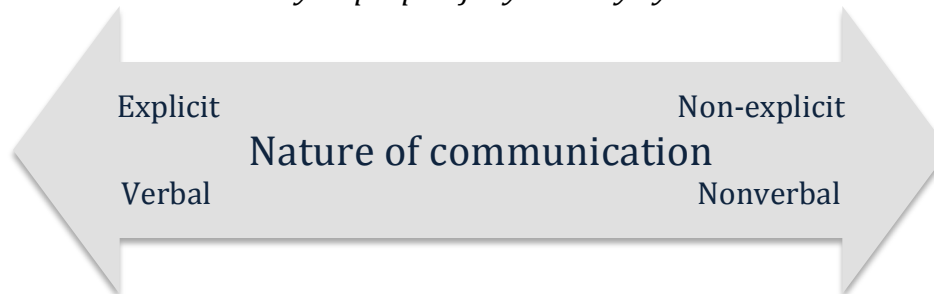 Explicit Non-explicit
Nature of communication
Verbal Nonverbal